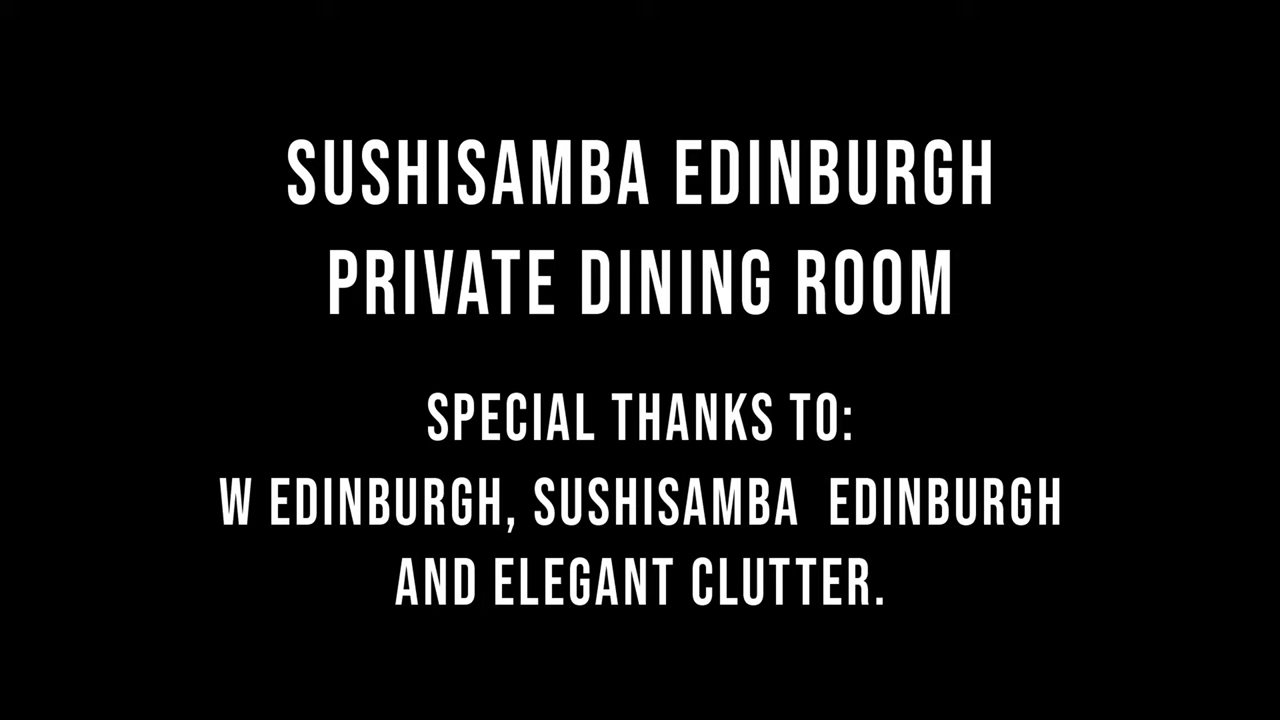 SUSHISAMBA EDINBURGH
PRIVATE DINING ROOM
SPECIAL THANKS TO:
W EDINBURGH, SUSHISAMBA  EDINBURGH
AND ELEGANT CLUTTER.